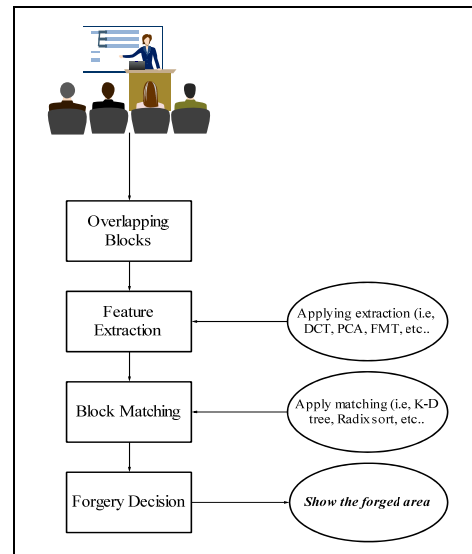 Overlapping
Blocks
Feature
Extraction
Applying extraction (i.e,
DCT, PCA, FMT, etc..
Block Matching
Apply matching (i.e, K-D
tree, Radix sort, etc..
Forgery Decision
Show the forged area